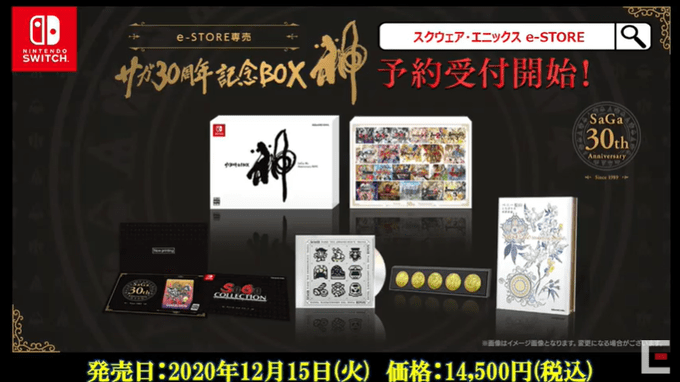 NINTENDO
SWITCH
e-STORE専売
スクウェア・エニックス e-STORE
サガ30周年 記念BOX 神
予約受付開始!
SaGa
30th
Anniversary
Since 1989
神
SaGa
30th
Anniversary
SaGa
COLLECTION
※画像はイメージ画像となります。変更になる場合がございます。
発売日:2020年12月15日(火) 価格:14,500円(税込)